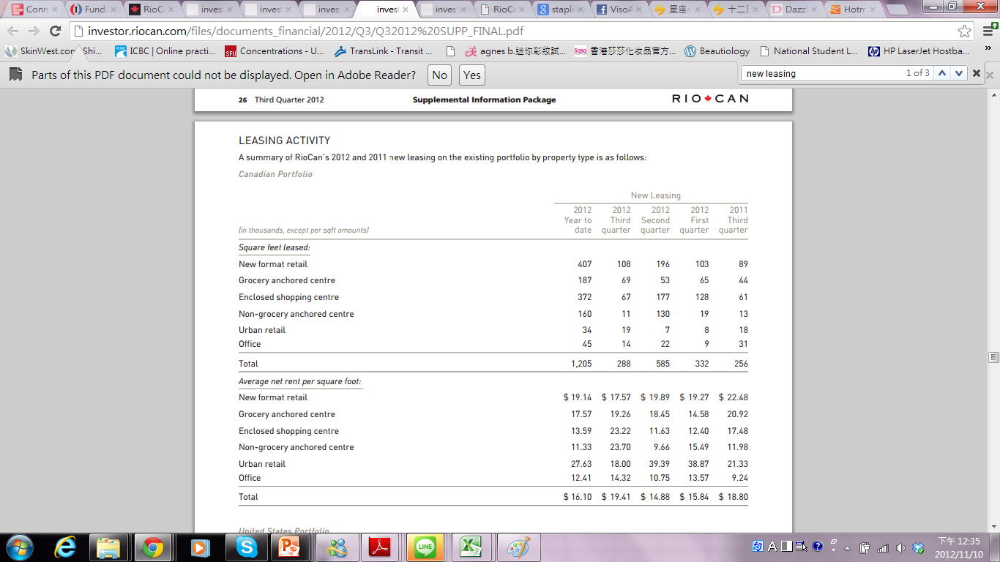 Conn
Fund
RioC
invest
invest
invest
invest
invest
RioC
stapl
VisoA
星座
十二
Dazzl
Hotm
investor.riocan.com/files/documents_financial/2012/Q3/Q32012%20SUPP_FINAL.pdf
SkinWest.com Shi... ICBC | Online practi... SFU Concentrations - U... TransLink - Transit ... agnes b.迷你彩妝試... Sasa 香港莎莎化妝品官方... Beautiology National Student L... HP LaserJet Hostba... »
Parts of this PDF document could not be displayed. Open in Adobe Reader? No Yes
new leasing 1 of 3
26 Third Quarter 2012 Supplemental Information Package RIO CAN
LEASING ACTIVITY
A summary of RioCan's 2012 and 2011 new leasing on the existing portfolio by property type is as follows:
Canadian Portfolio
New Leasing
2012 2012 2012 2012 2011
Year to Third Second First Third
(in thousands, except per sqft amounts) date quarter quarter quarter quarter
Square feet leased:
New format retail 407 108 196 103 89
Grocery anchored centre 187 69 53 65 44
Enclosed shopping centre 372 67 177 128 61
Non-grocery anchored centre 160 11 130 19 13
Urban retail 34 19 7 8 18
Office 45 14 22 9 31
Total 1,205 288 585 332 256
Average net rent per square foot:
New format retail $ 19.14 $ 17.57 $ 19.89 $ 19.27 $ 22.48
Grocery anchored centre 17.57 19.26 18.45 14.58 20.92
Enclosed shopping centre 13.59 23.22 11.63 12.40 17.48
Non-grocery anchored centre 11.33 23.70 9.66 15.49 11.98
Urban retail 27.63 18.00 39.39 38.87 21.33
Office 12.41 14.32 10.75 13.57 9.24
Total $ 16.10 $ 19.41 $ 14.88 $ 15.84 $ 18.80
United States Portfolio
LINE
下午 12:35
2012/11/10